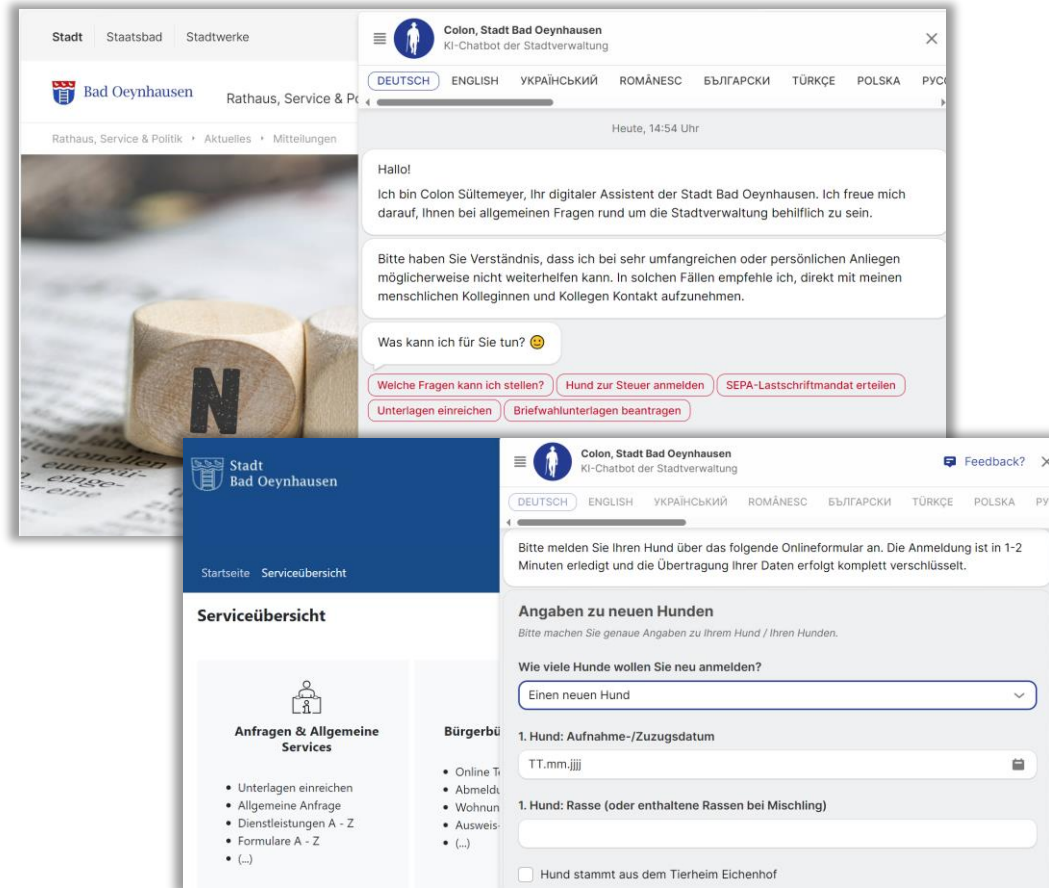 Stadt Staatsbad Stadtwerke
Bad Oeynhausen
Rathaus, Service &
Rathaus, Service & Politik • Aktuelles • Mitteilungen
N
Colon, Stadt Bad Oeynhausen
KI-Chatbot der Stadtverwaltung
DEUTSCH ENGLISH УКРАЇНСЬКИЙ ROMÂNESC БЪЛГАРСКИ TÜRKÇE POLSKA РУСС
Heute, 14:54 Uhr
Hallo!
Ich bin Colon Sültemeyer, Ihr digitaler Assistent der Stadt Bad Oeynhausen. Ich freue mich
darauf, Ihnen bei allgemeinen Fragen rund um die Stadtverwaltung behilflich zu sein.
Bitte haben Sie Verständnis, dass ich bei sehr umfangreichen oder persönlichen Anliegen
möglicherweise nicht weiterhelfen kann. In solchen Fällen empfehle ich, direkt mit meinen
menschlichen Kolleginnen und Kollegen Kontakt aufzunehmen.
Was kann ich für Sie tun? 🙂
Welche Fragen kann ich stellen? Hund zur Steuer anmelden SEPA-Lastschriftmandat erteilen
Unterlagen einreichen Briefwahlunterlagen beantragen
Stadt
Bad Oeynhausen
Startseite Serviceübersicht
Serviceübersicht
Anfragen & Allgemeine
Services
• Unterlagen einreichen
• Allgemeine Anfrage
• Dienstleistungen A - Z
• Formulare A - Z
• (...)
Bürgerbü
• Online Te
• Abmeldu
• Wohnun
• Ausweis-
• (...)
Colon, Stadt Bad Oeynhausen
KI-Chatbot der Stadtverwaltung
Feedback?
DEUTSCH ENGLISH УКРАЇНСЬКИЙ ROMÂNESC БЪЛГАРСКИ TÜRKÇE POLSKA РУ
Bitte melden Sie Ihren Hund über das folgende Onlineformular an. Die Anmeldung ist in 1-2
Minuten erledigt und die Übertragung Ihrer Daten erfolgt komplett verschlüsselt.
Angaben zu neuen Hunden
Bitte machen Sie genaue Angaben zu Ihrem Hund / Ihren Hunden.
Wie viele Hunde wollen Sie neu anmelden?
Einen neuen Hund
1. Hund: Aufnahme-/Zuzugsdatum
TT.mm.jjjj
1. Hund: Rasse (oder enthaltene Rassen bei Mischling)
Hund stammt aus dem Tierheim Eichenhof